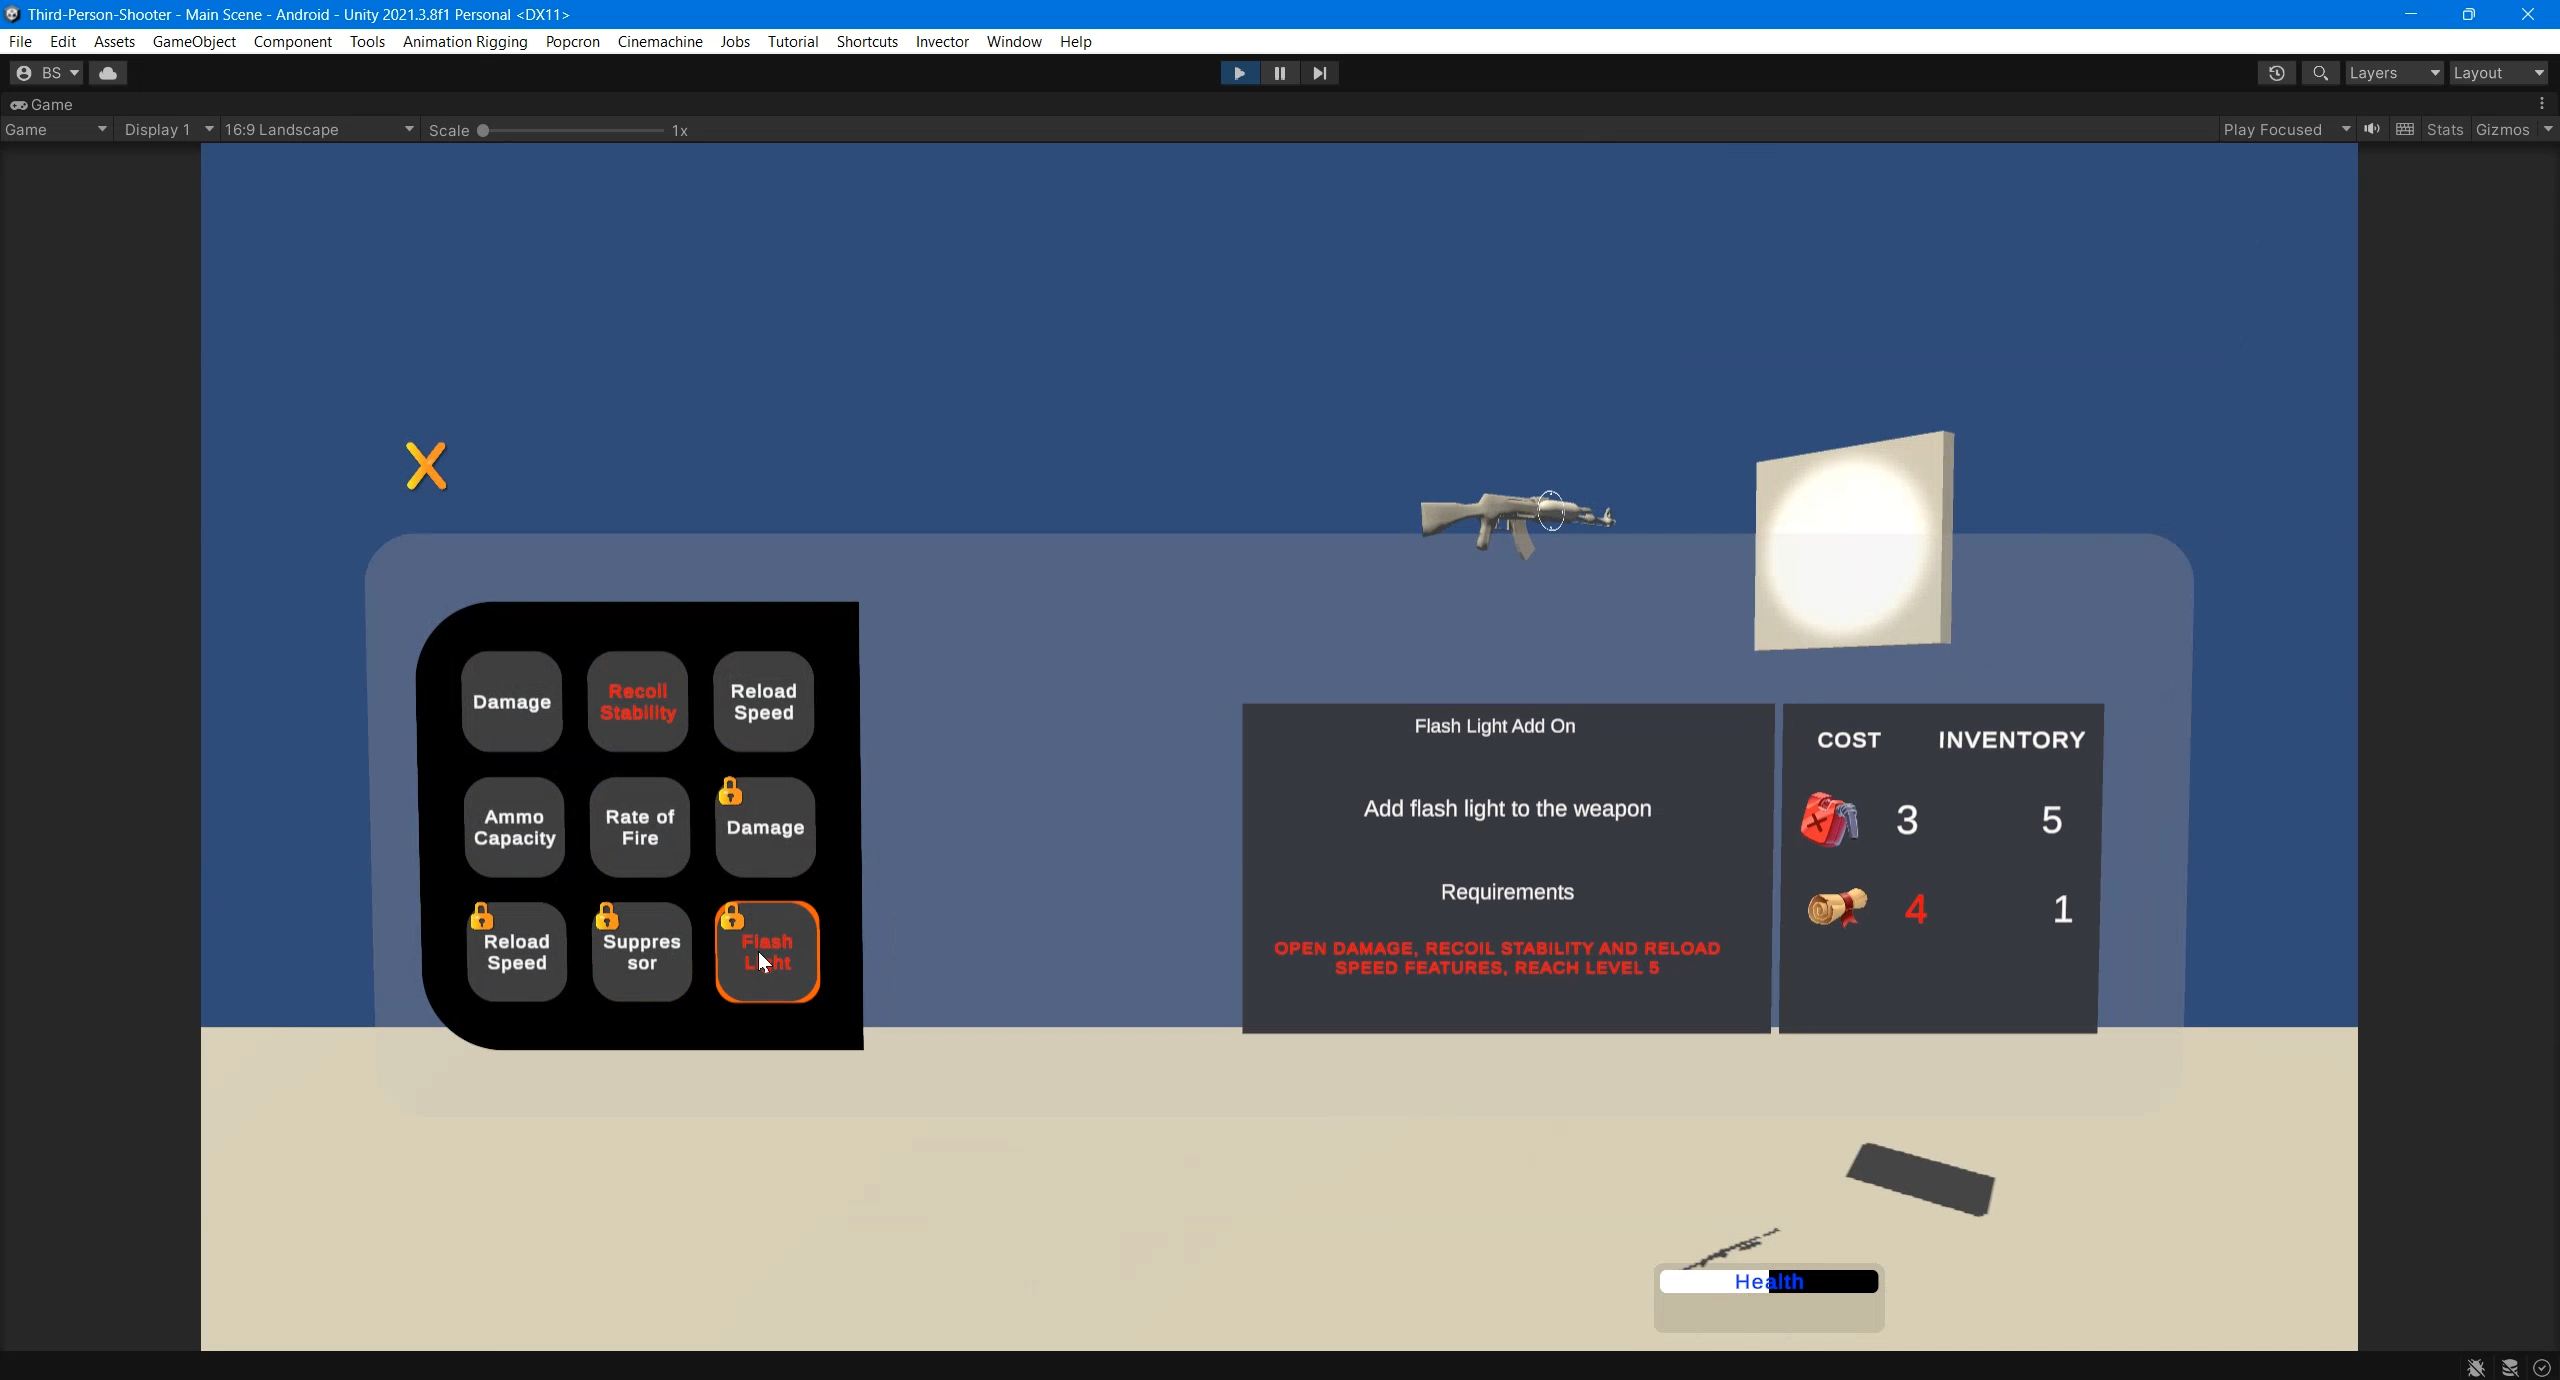 Third-Person-Shooter - Main Scene - Android - Unity 2021.3.8f1 Personal <DX11>
File Edit Assets GameObject Component Tools Animation Rigging Popcron Cinemachine Jobs Tutorial Shortcuts Invector Window Help
BS Layers Layout
Game
Game Display 1 16:9 Landscape Scale 1x Play Focused Stats Gizmos
X
Damage
Recoil
Stability
Reload
Speed
Ammo
Capacity
Rate of
Fire
Damage
Reload
Speed
Suppres
sor
Flash
Light
Flash Light Add On
Add flash light to the weapon
Requirements
OPEN DAMAGE, RECOIL STABILITY AND RELOAD
SPEED FEATURES, REACH LEVEL 5
COST INVENTORY
3 5
4 1
Health